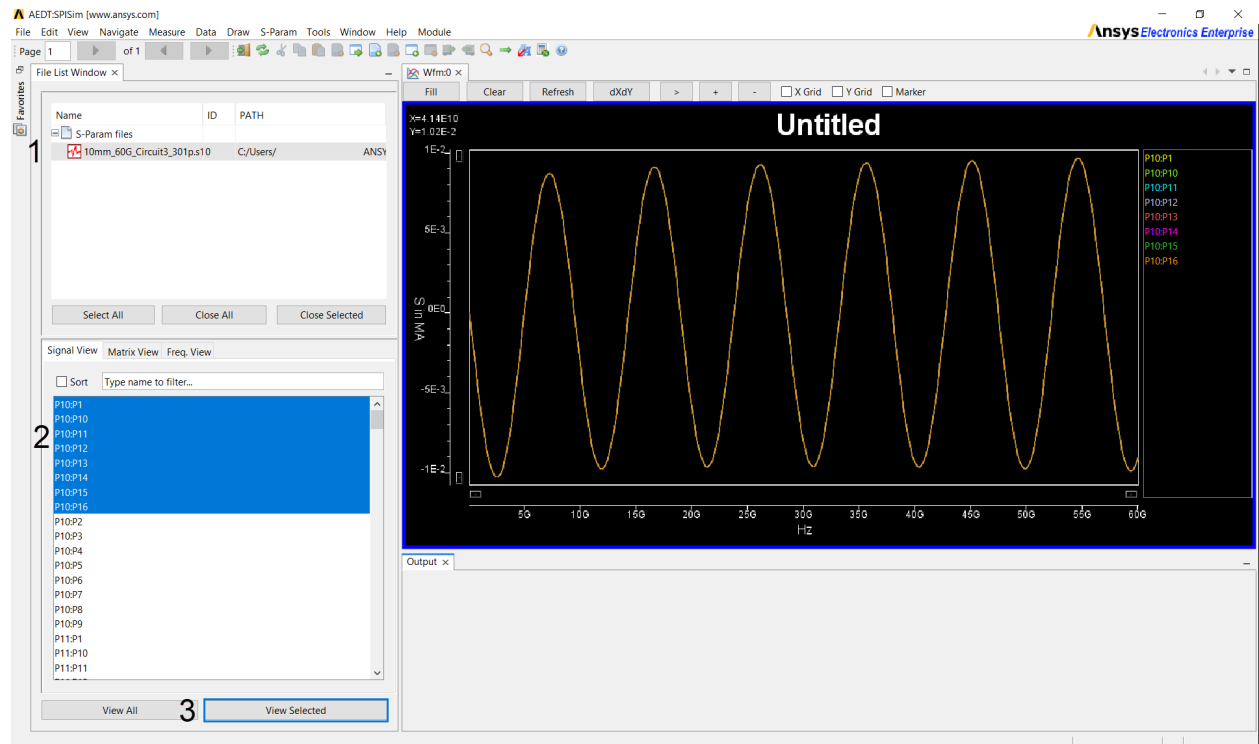 AEDT:SPISim [www.ansys.com]
File Edit View Navigate Measure Data Draw S-Param Tools Window Help Module
Ansys Electronics Enterprise
Page 1 of 1
Favorites
File List Window
Name ID PATH
S-Param files
1
10mm_60G_Circuit3_301p.s10 C:/Users/ ANSY
Select All Close All Close Selected
Signal View Matrix View Freq. View
Sort Type name to filter...
2
P10:P1
P10:P10
P10:P11
P10:P12
P10:P13
P10:P14
P10:P15
P10:P16
P10:P2
P10:P3
P10:P4
P10:P5
P10:P6
P10:P7
P10:P8
P10:P9
P11:P1
P11:P10
P11:P11
3
View All View Selected
Wfm:0
Fill Clear Refresh dXdY > + - X Grid Y Grid Marker
X=4.14E10
Y=1.02E-2
Untitled
1E-2
5E-3
0E0
-5E-3
-1E-2
S in MA
5G 10G 15G 20G 25G 30G 35G 40G 45G 50G 55G 60G
Hz
P10:P1
P10:P10
P10:P11
P10:P12
P10:P13
P10:P14
P10:P15
P10:P16
Output